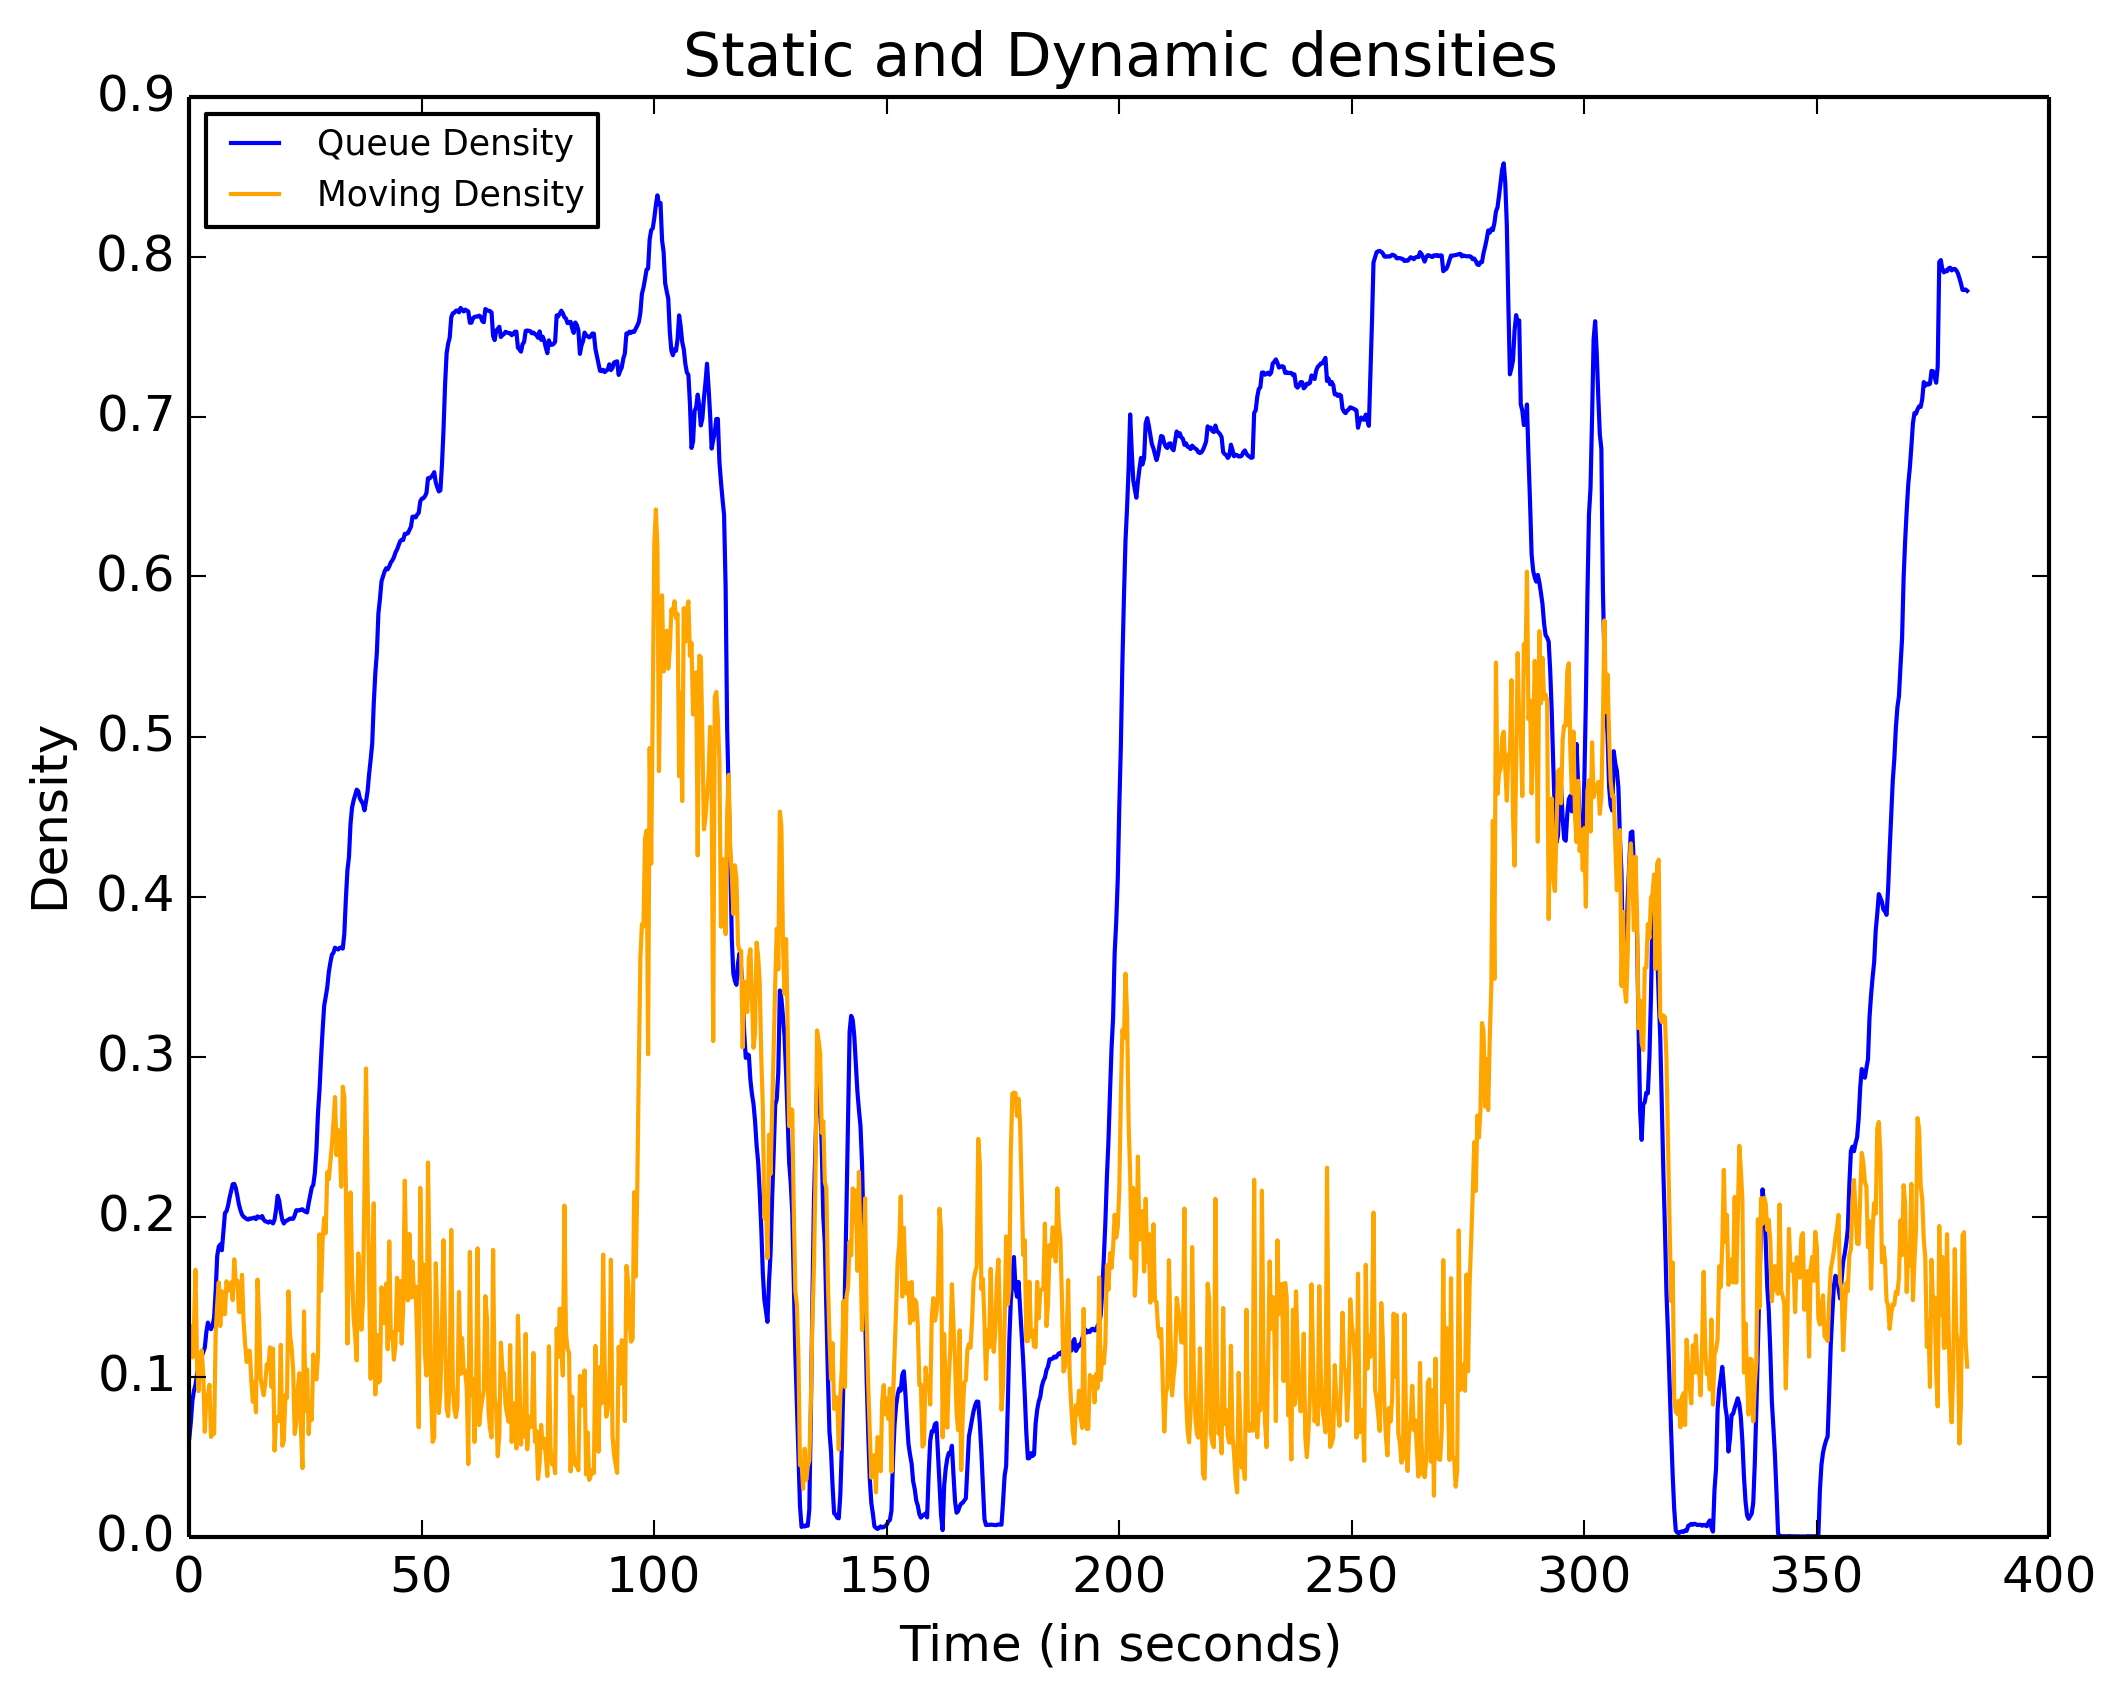 Static and Dynamic densities
Queue Density
Moving Density
0.9
0.8
0.7
0.6
0.5
0.4
0.3
0.2
0.1
0.0
Density
0 50 100 150 200 250 300 350 400
Time (in seconds)